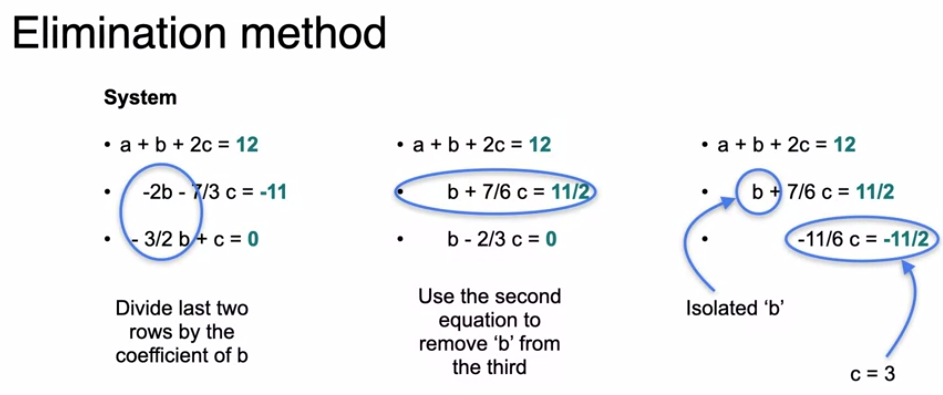 Elimination method
System
• a + b + 2c = 12
• -2b - 7/3 c = -11
• - 3/2 b + c = 0
Divide last two
rows by the
coefficient of b
• a + b + 2c = 12
• b + 7/6 c = 11/2
• b - 2/3 c = 0
Use the second
equation to
remove ‘b’ from
the third
• a + b + 2c = 12
• b + 7/6 c = 11/2
• -11/6 c = -11/2
Isolated ‘b’
c = 3